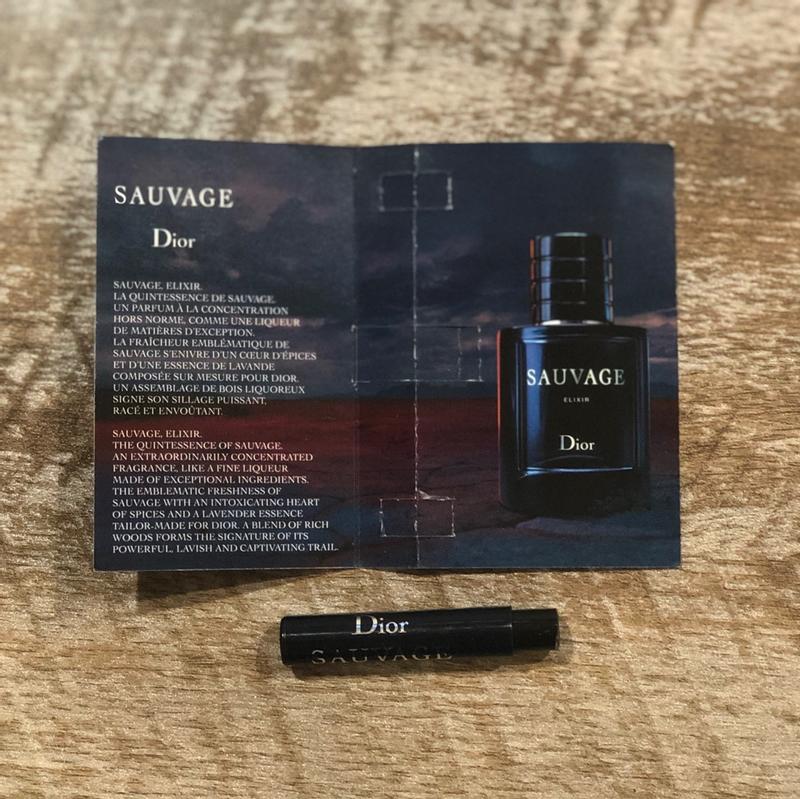 SAUVAGE
Dior
SAUVAGE, ELIXIR.
LA QUINTESSENCE DE SAUVAGE.
UN PARFUM À LA CONCENTRATION
HORS NORME, COMME UNE LIQUEUR
DE MATIÈRES D'EXCEPTION.
LA FRAÎCHEUR EMBLÉMATIQUE DE
SAUVAGE S'ENIVRE D'UN CŒUR D'ÉPICES
ET D'UNE ESSENCE DE LAVANDE
COMPOSÉE SUR MESURE POUR DIOR.
UN ASSEMBLAGE DE BOIS LIQUOREUX
SIGNE SON SILLAGE PUISSANT,
RACÉ ET ENVOÛTANT.
SAUVAGE, ELIXIR.
THE QUINTESSENCE OF SAUVAGE.
AN EXTRAORDINARILY CONCENTRATED
FRAGRANCE, LIKE A FINE LIQUEUR
MADE OF EXCEPTIONAL INGREDIENTS.
THE EMBLEMATIC FRESHNESS OF
SAUVAGE WITH AN INTOXICATING HEART
OF SPICES AND A LAVENDER ESSENCE
TAILOR-MADE FOR DIOR. A BLEND OF RICH
WOODS FORMS THE SIGNATURE OF ITS
POWERFUL, LAVISH AND CAPTIVATING TRAIL.
SAUVAGE
ELIXIR
Dior
Dior
SAUVAGE